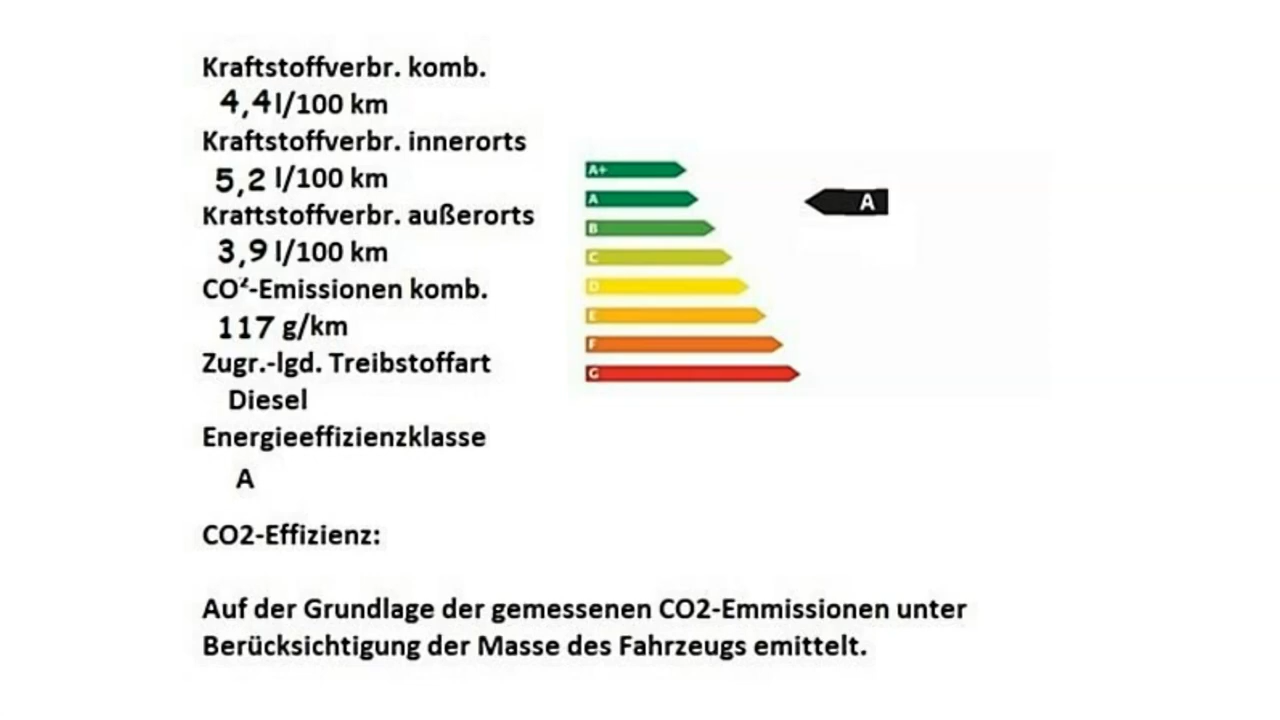 Kraftstoffverbr. komb.
4,4 l/100 km
Kraftstoffverbr. innerorts
5,2 l/100 km
Kraftstoffverbr. außerorts
3,9 l/100 km
CO²-Emissionen komb.
117 g/km
Zugr.-lgd. Treibstoffart
Diesel
Energieeffizienzklasse
A
A+
A
A
B
C
D
E
F
G
CO2-Effizienz:
Auf der Grundlage der gemessenen CO2-Emmissionen unter
Berücksichtigung der Masse des Fahrzeugs emittelt.